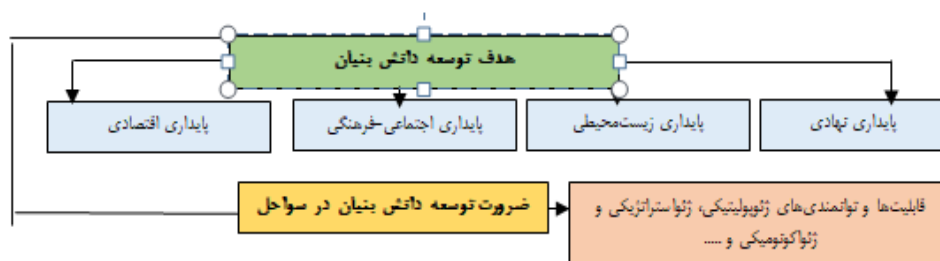 هدف توسعه دانش بنیان
پایداری نهادی
پایداری زیست‌محیطی
پایداری اجتماعی-فرهنگی
پایداری اقتصادی
ضرورت توسعه دانش بنیان در سواحل
قابلیت‌ها و توانمندی‌های ژئوپولیتیکی، ژئواستراتژیکی و
ژئواکونومیکی و .....